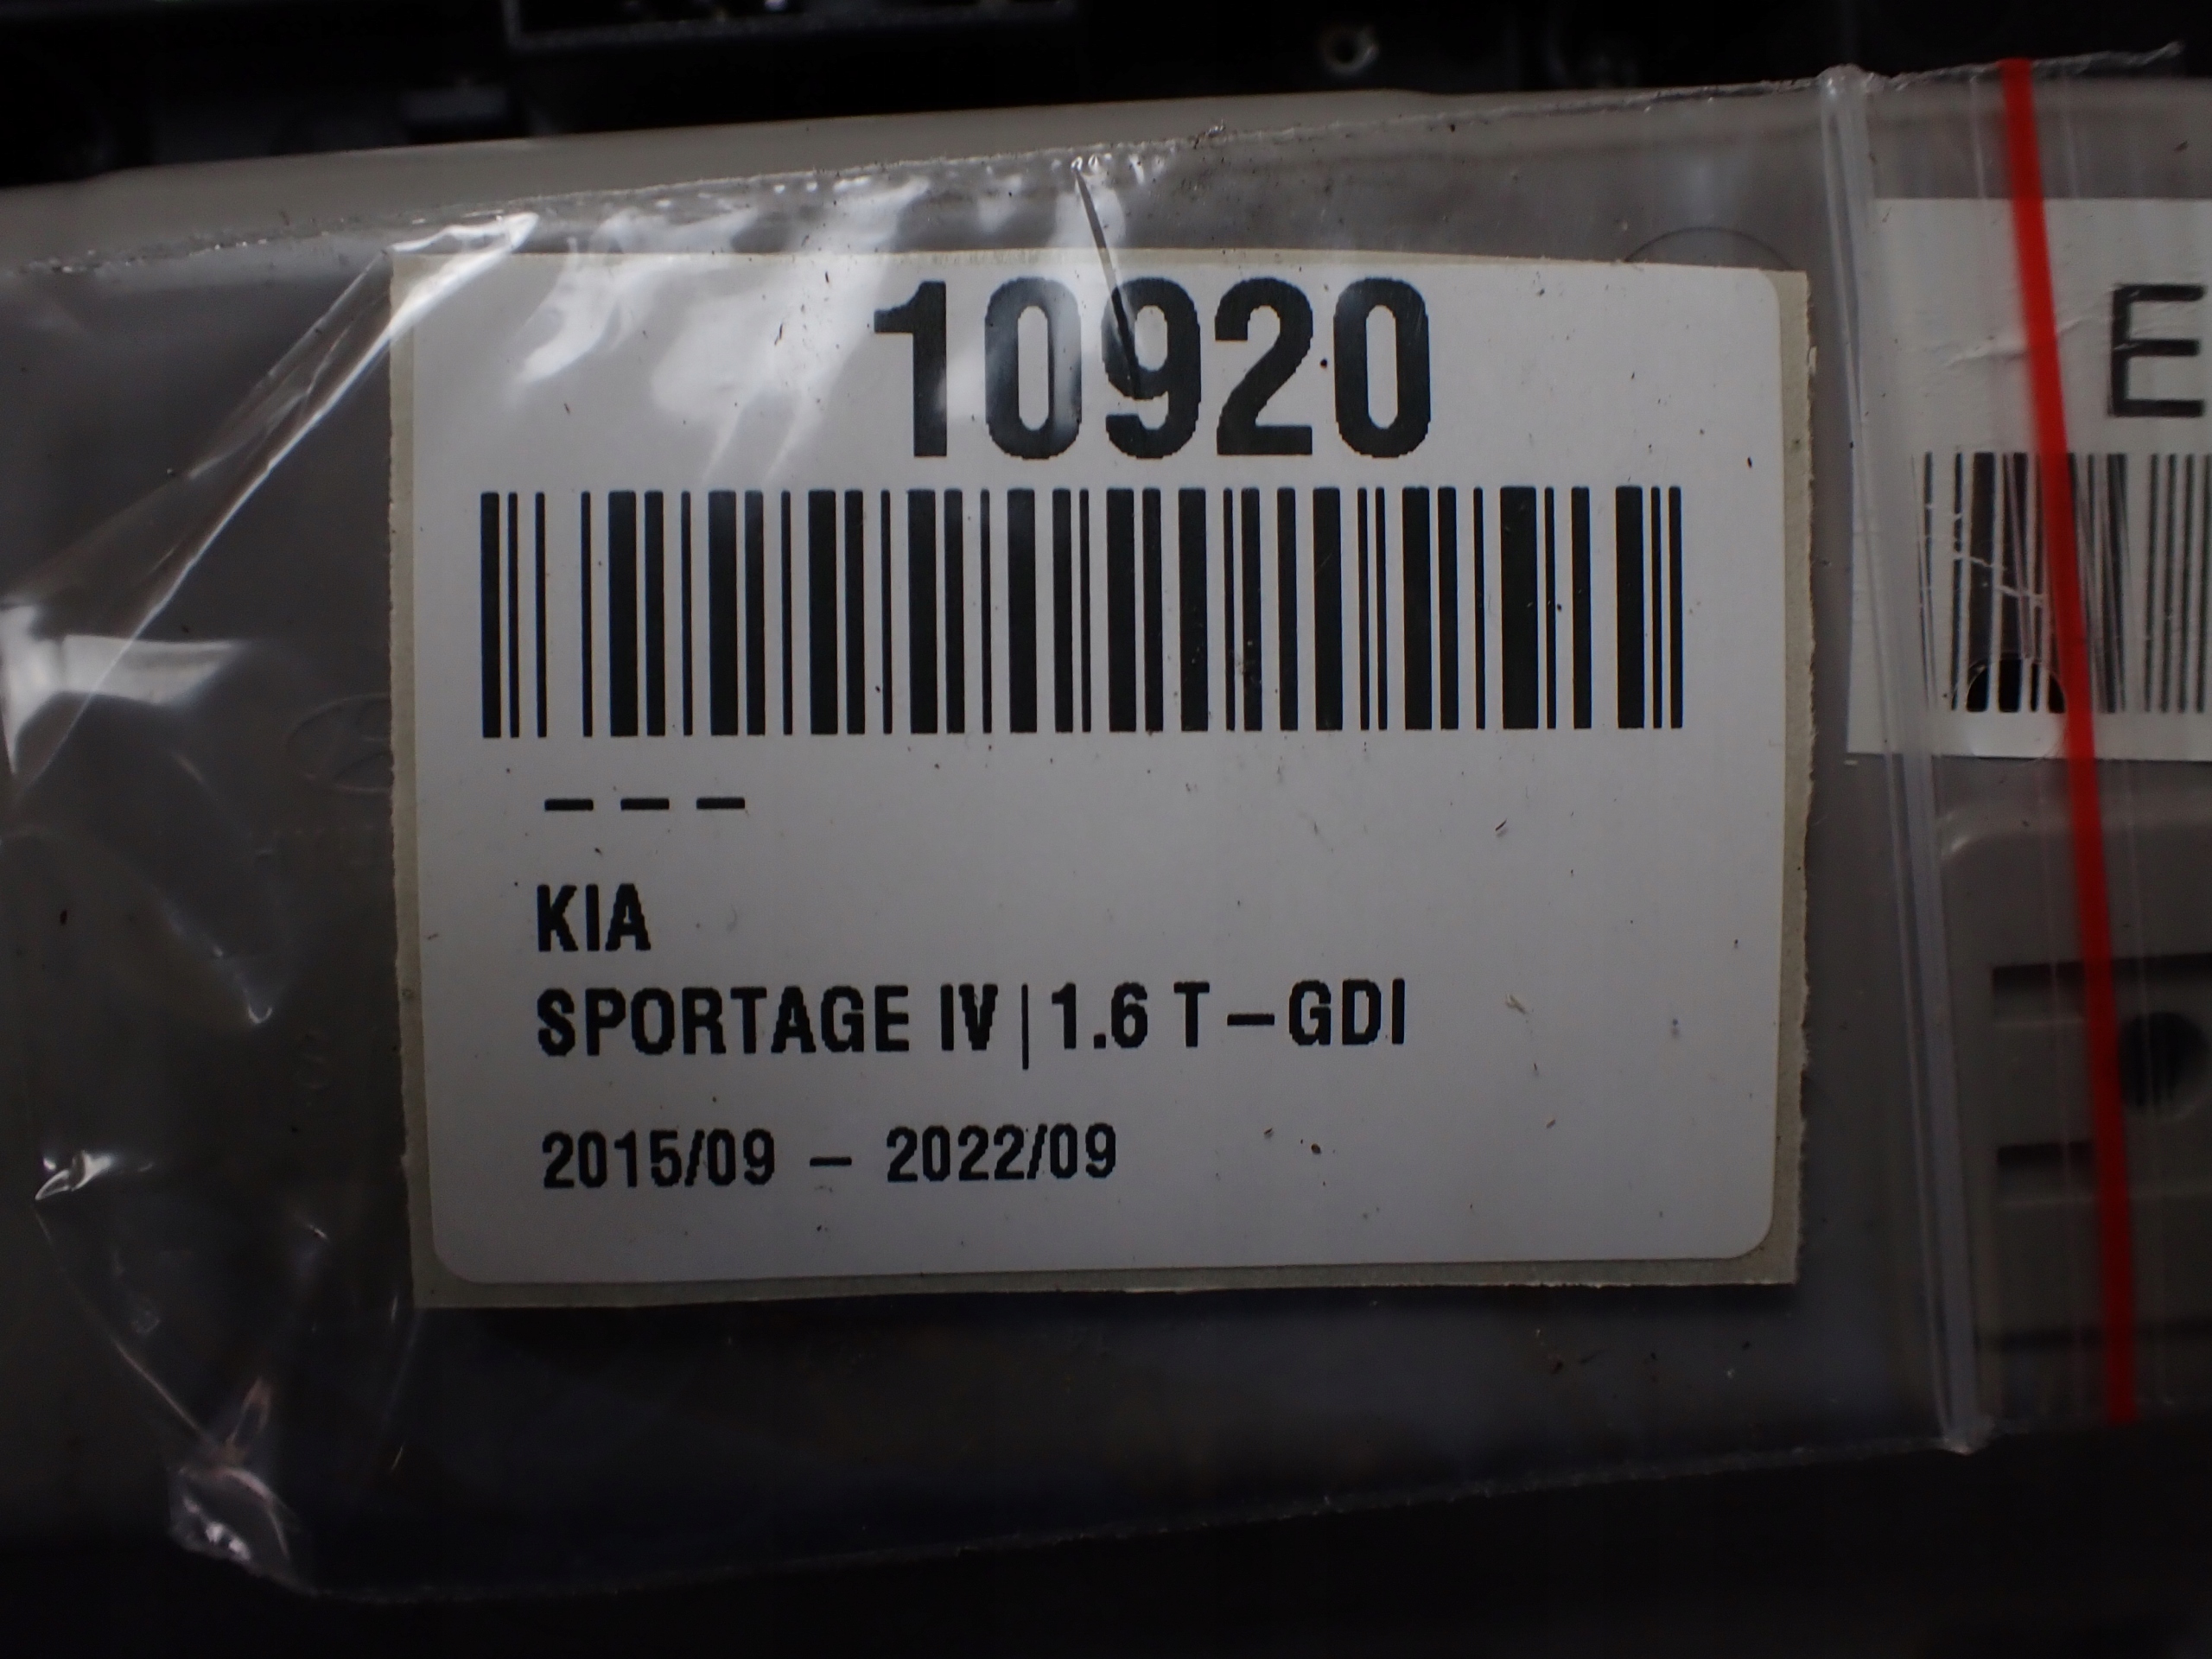 10920
E
– – –
KIA
SPORTAGE IV | 1.6 T–GDI
2015/09 – 2022/09